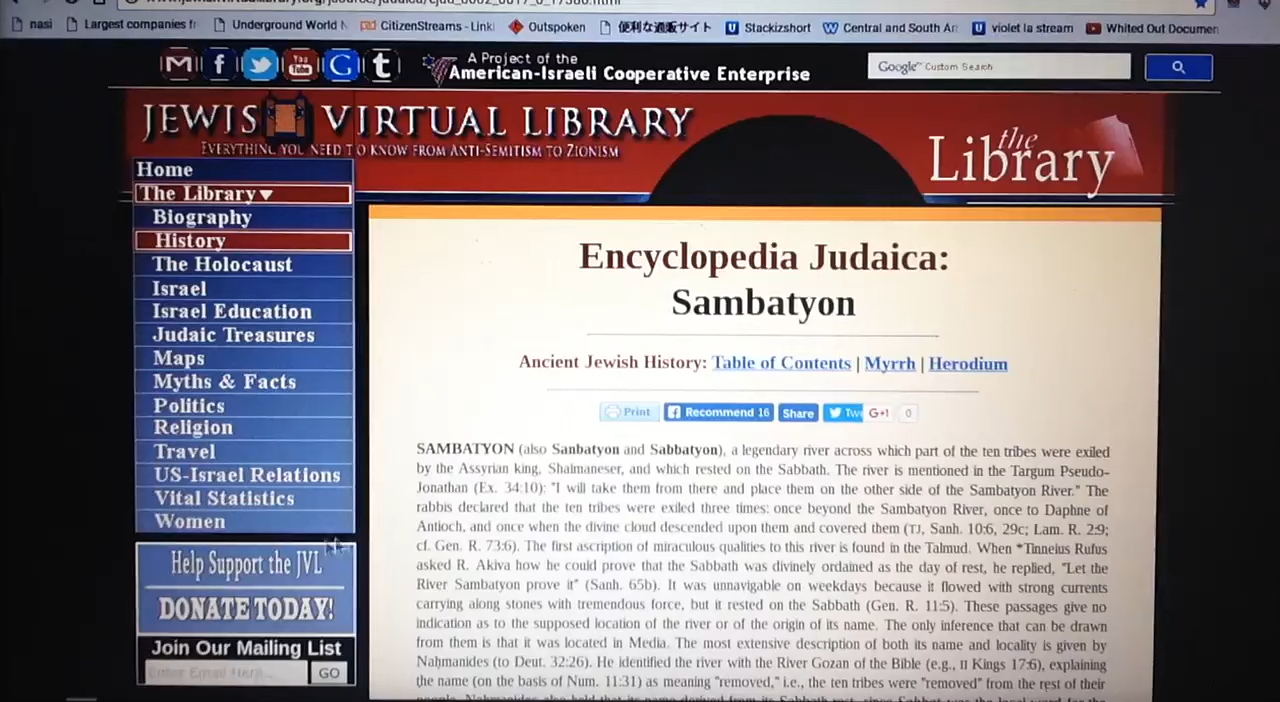 nasi
Largest companies fr
Underground World N
CitizenStreams - Linki
Outspoken
便利な通販サイト
Stackizshort
Central and South Ar
violet la stream
Whited Out Documen
A Project of the
American-Israeli Cooperative Enterprise
Google™ Custom Search
JEWIS VIRTUAL LIBRARY
EVERYTHING YOU NEED TO KNOW FROM ANTI-SEMITISM TO ZIONISM
the
Library
Home
The Library▼
Biography
History
The Holocaust
Israel
Israel Education
Judaic Treasures
Maps
Myths & Facts
Politics
Religion
Travel
US-Israel Relations
Vital Statistics
Women
Help Support the JVL
DONATE TODAY!
Join Our Mailing List
Enter Email Here...
GO
Encyclopedia Judaica:
Sambatyon
Ancient Jewish History: Table of Contents | Myrrh | Herodium
Print
Recommend 16
Share
Twe
G+1
0
SAMBATYON (also Sanbatyon and Sabbatyon), a legendary river across which part of the ten tribes were exiled
by the Assyrian king, Shalmaneser, and which rested on the Sabbath. The river is mentioned in the Targum Pseudo-
Jonathan (Ex. 34:10): "I will take them from there and place them on the other side of the Sambatyon River." The
rabbis declared that the ten tribes were exiled three times: once beyond the Sambatyon River, once to Daphne of
Antioch, and once when the divine cloud descended upon them and covered them (TJ, Sanh. 10:6, 29c; Lam. R. 2:9;
cf. Gen. R. 73:6). The first ascription of miraculous qualities to this river is found in the Talmud. When *Tinneius Rufus
asked R. Akiva how he could prove that the Sabbath was divinely ordained as the day of rest, he replied, "Let the
River Sambatyon prove it" (Sanh. 65b). It was unnavigable on weekdays because it flowed with strong currents
carrying along stones with tremendous force, but it rested on the Sabbath (Gen. R. 11:5). These passages give no
indication as to the supposed location of the river or of the origin of its name. The only inference that can be drawn
from them is that it was located in Media. The most extensive description of both its name and locality is given by
Naḥmanides (to Deut. 32:26). He identified the river with the River Gozan of the Bible (e.g., II Kings 17:6), explaining
the name (on the basis of Num. 11:31) as meaning "removed," i.e., the ten tribes were "removed" from the rest of their